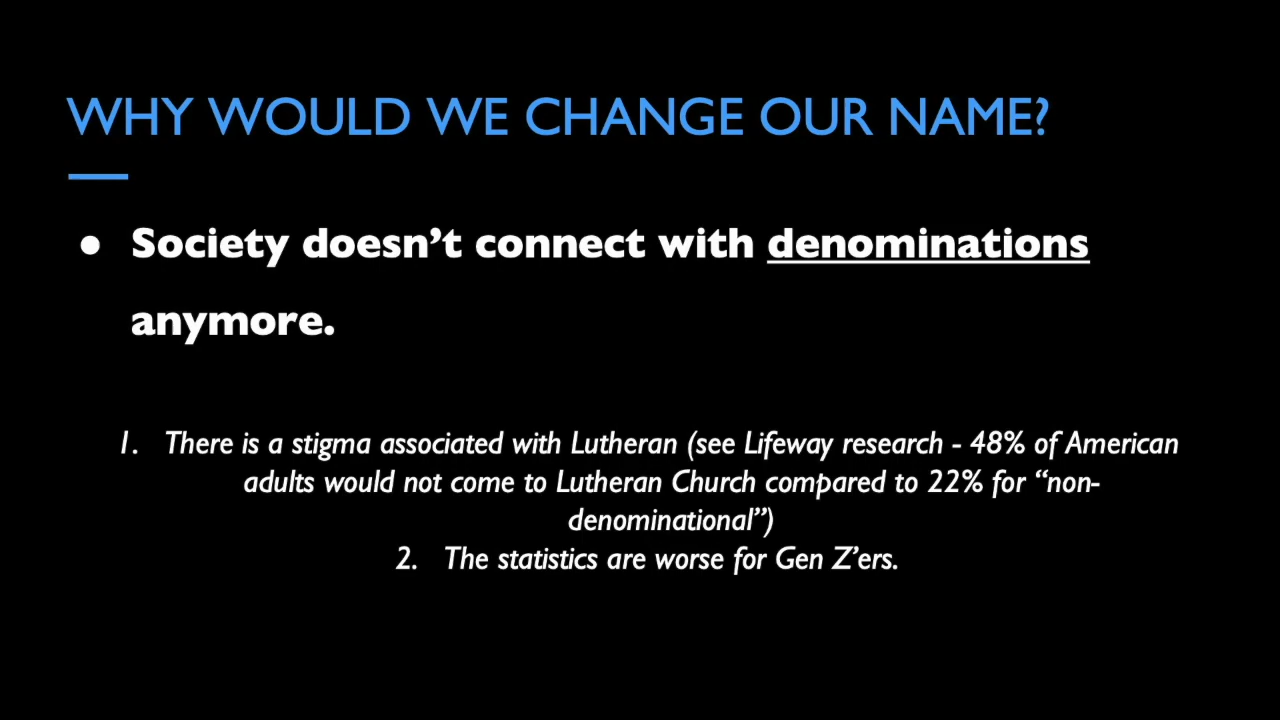 WHY WOULD WE CHANGE OUR NAME?
● Society doesn’t connect with denominations
anymore.
1. There is a stigma associated with Lutheran (see Lifeway research - 48% of American
adults would not come to Lutheran Church compared to 22% for “non-
denominational”)
2. The statistics are worse for Gen Z’ers.